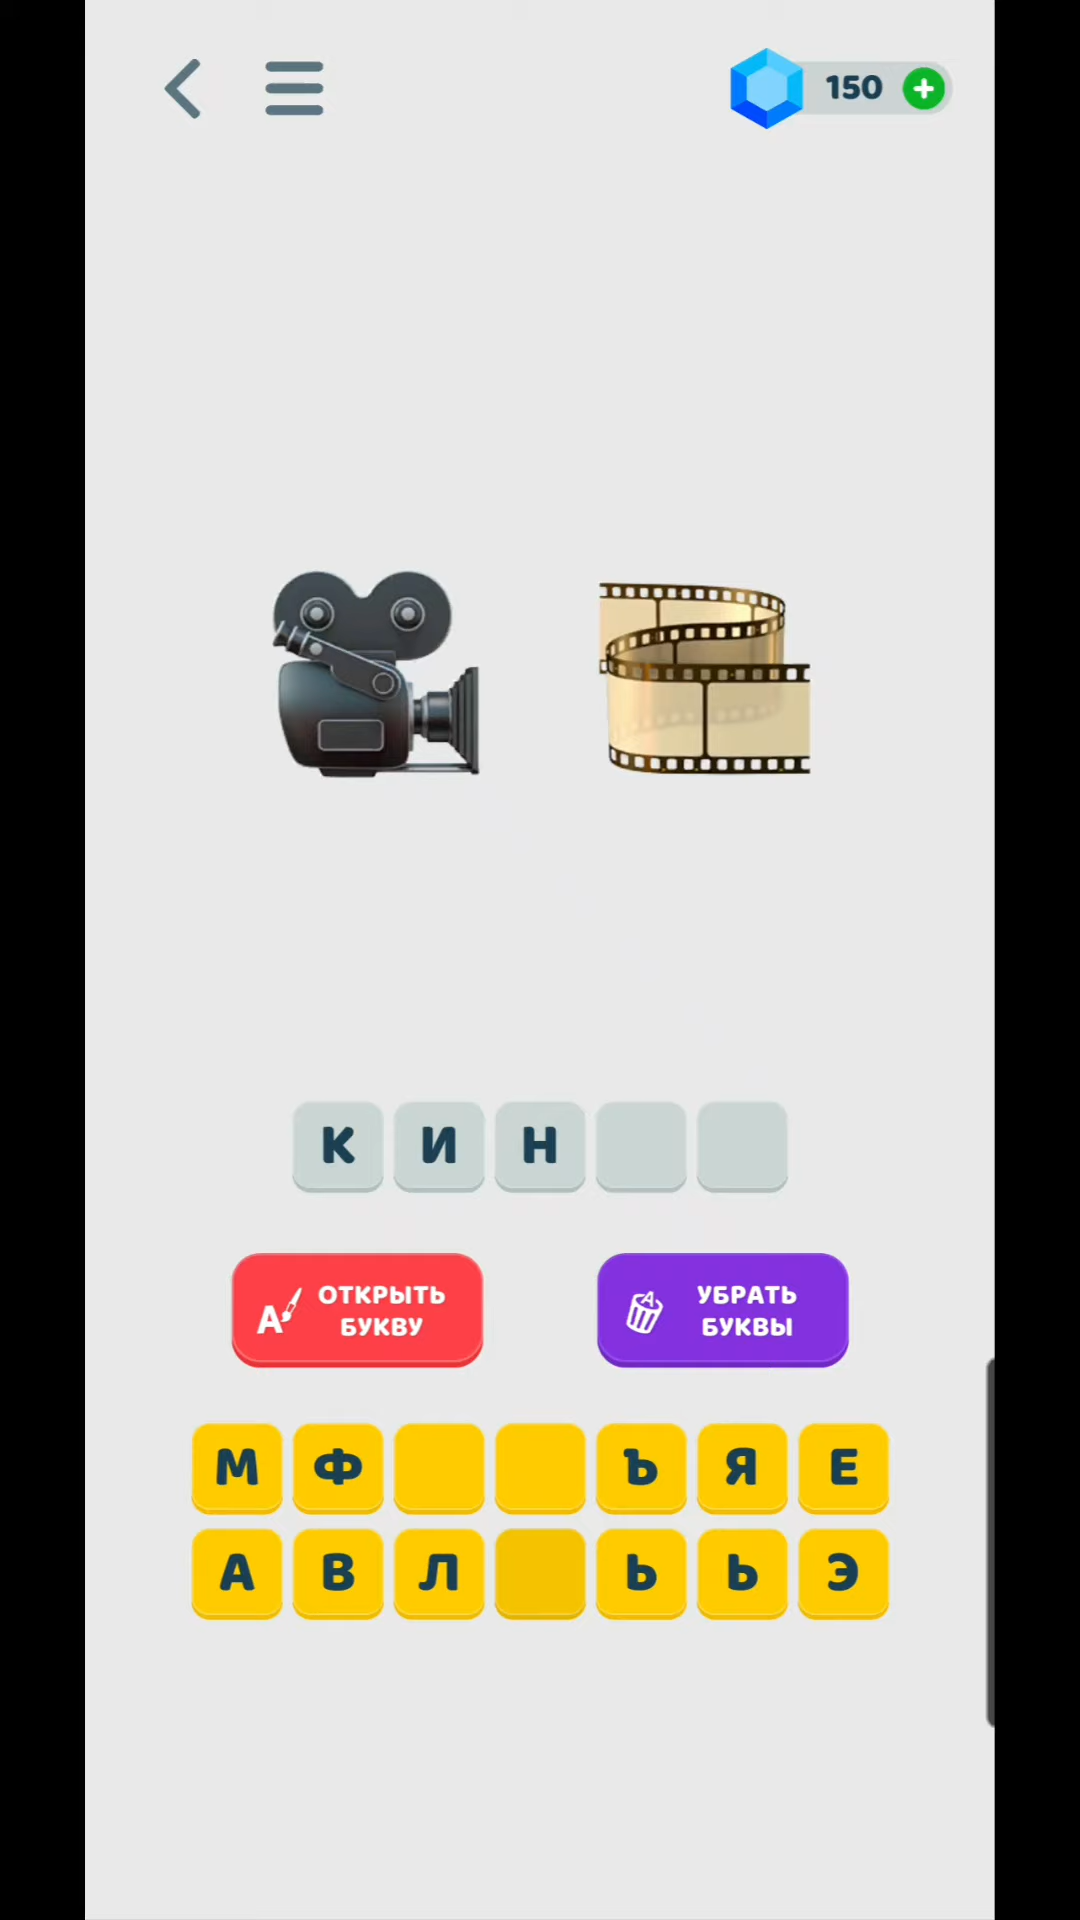 150
К И Н
ОТКРЫТЬ
БУКВУ
УБРАТЬ
БУКВЫ
М Ф Ъ Я Е
А В Л Ь Ь Э